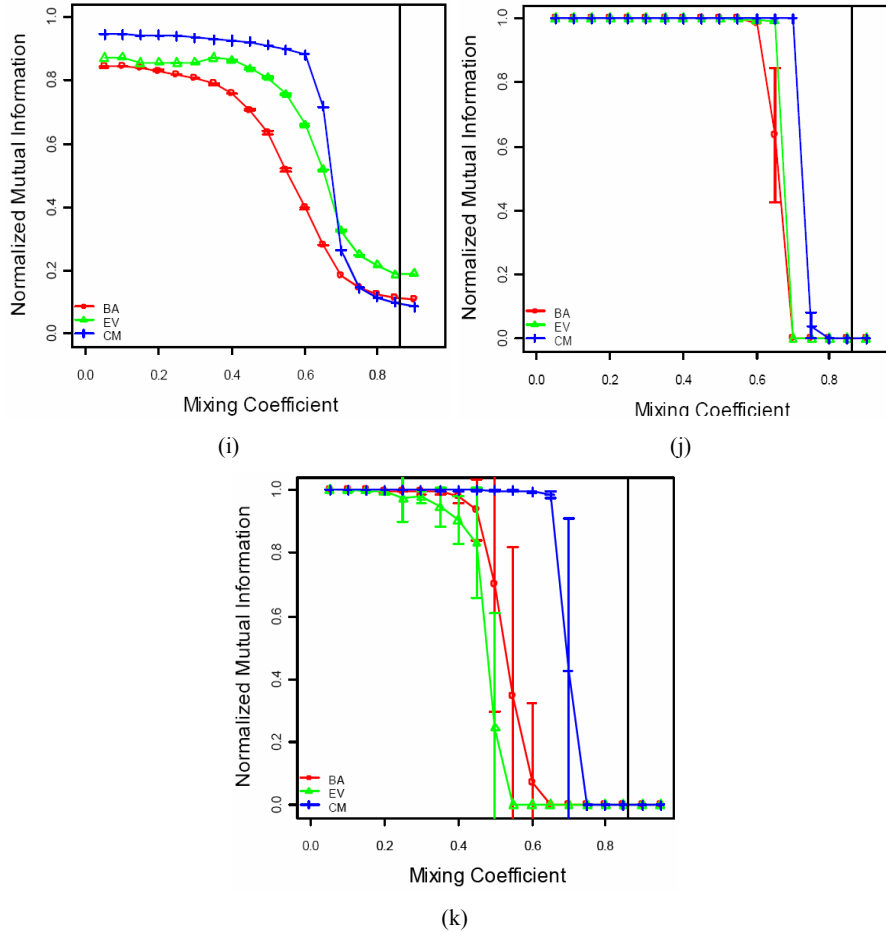 Normalized Mutual Information
1.0
0.8
0.6
0.4
0.2
0.0
BA
EV
CM
0.0 0.2 0.4 0.6 0.8
Mixing Coefficient
(i)
Normalized Mutual Information
1.0
0.8
0.6
0.4
0.2
0.0
BA
EV
CM
0.0 0.2 0.4 0.6 0.8
Mixing Coefficient
(j)
Normalized Mutual Information
1.0
0.8
0.6
0.4
0.2
0.0
BA
EV
CM
0.0 0.2 0.4 0.6 0.8
Mixing Coefficient
(k)